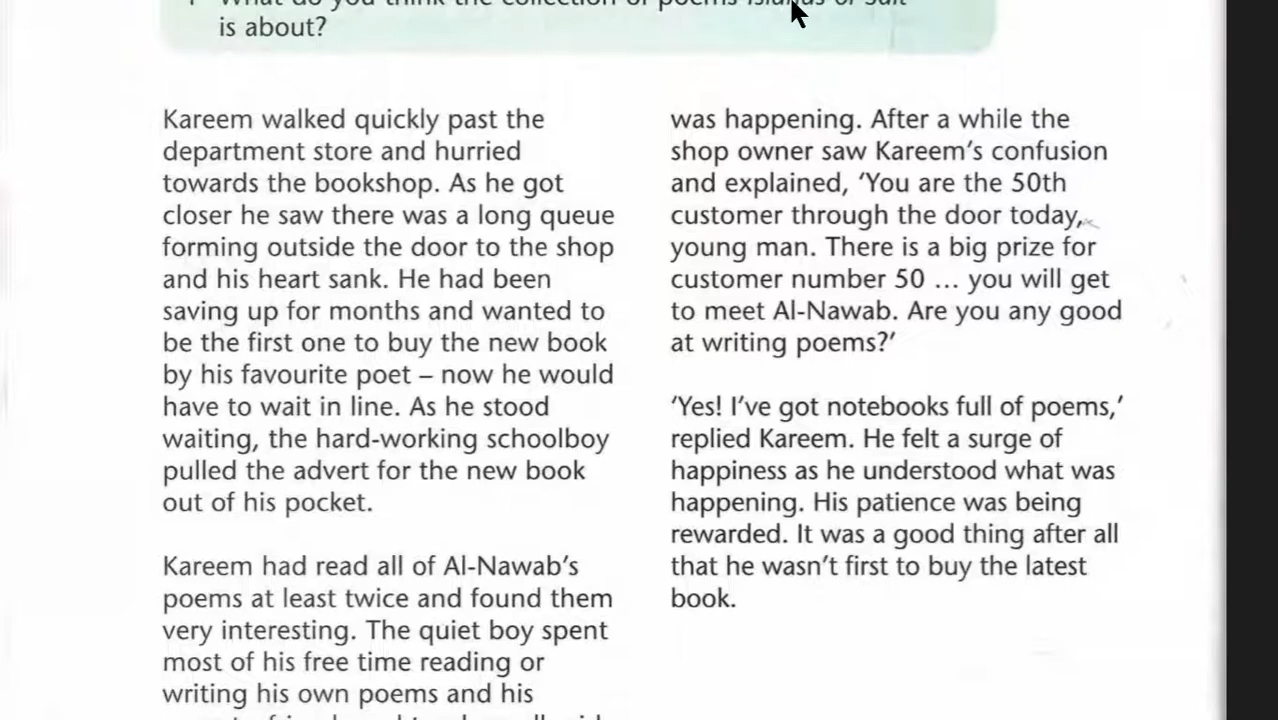 What do you think the collection of poems Islands of Salt
is about?
Kareem walked quickly past the
department store and hurried
towards the bookshop. As he got
closer he saw there was a long queue
forming outside the door to the shop
and his heart sank. He had been
saving up for months and wanted to
be the first one to buy the new book
by his favourite poet – now he would
have to wait in line. As he stood
waiting, the hard-working schoolboy
pulled the advert for the new book
out of his pocket.
Kareem had read all of Al-Nawab’s
poems at least twice and found them
very interesting. The quiet boy spent
most of his free time reading or
writing his own poems and his
was happening. After a while the
shop owner saw Kareem’s confusion
and explained, ‘You are the 50th
customer through the door today,
young man. There is a big prize for
customer number 50 … you will get
to meet Al-Nawab. Are you any good
at writing poems?’
‘Yes! I’ve got notebooks full of poems,’
replied Kareem. He felt a surge of
happiness as he understood what was
happening. His patience was being
rewarded. It was a good thing after all
that he wasn’t first to buy the latest
book.